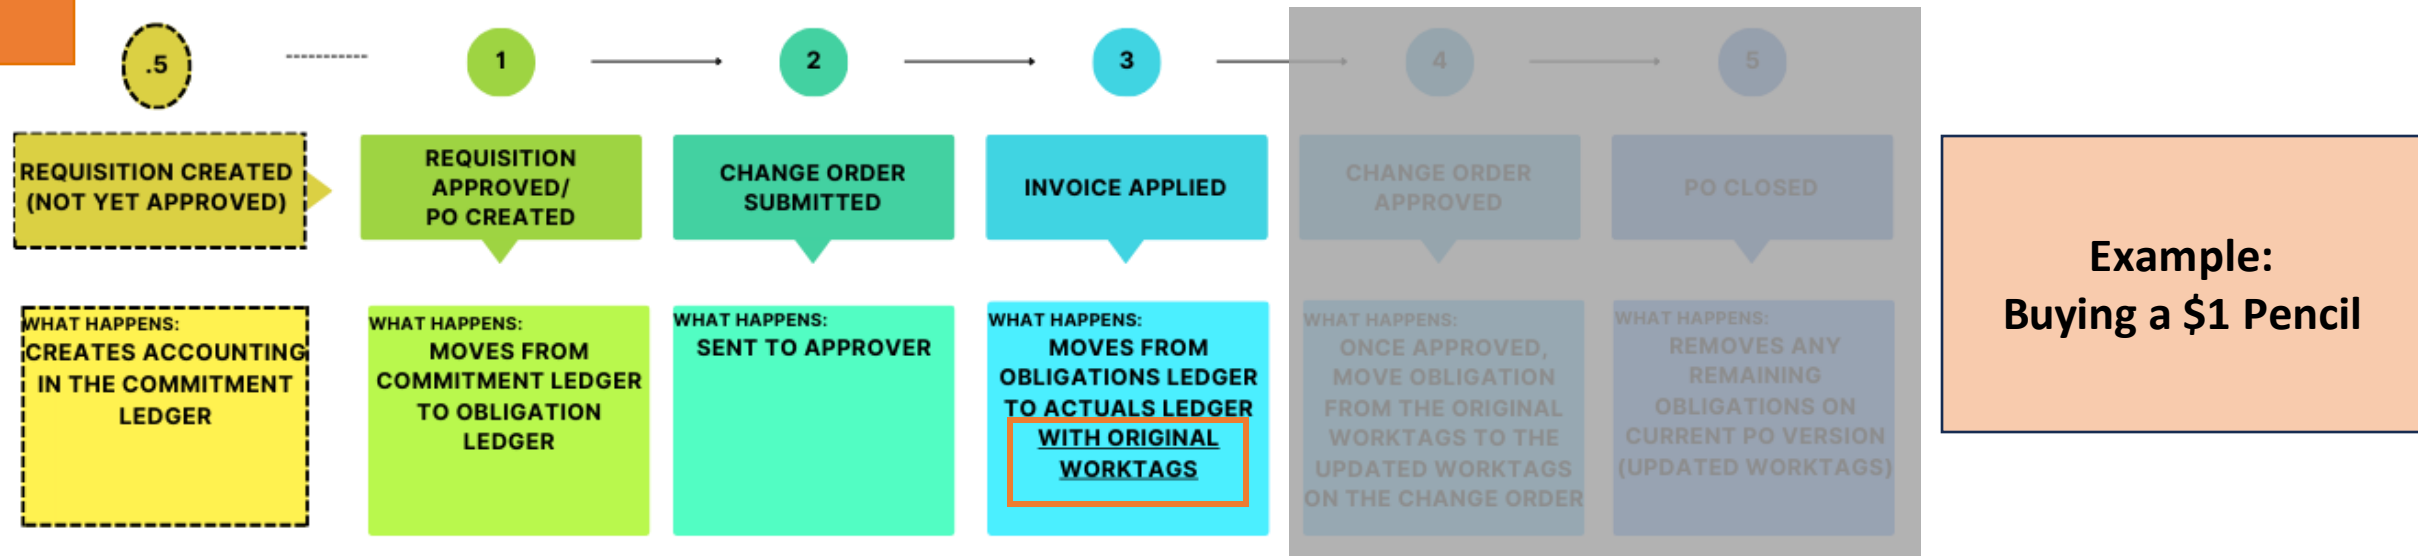 .5
1
2
3
4
5
REQUISITION CREATED
(NOT YET APPROVED)
REQUISITION
APPROVED/
PO CREATED
CHANGE ORDER
SUBMITTED
INVOICE APPLIED
CHANGE ORDER
APPROVED
PO CLOSED
WHAT HAPPENS:
CREATES ACCOUNTING
IN THE COMMITMENT
LEDGER
WHAT HAPPENS:
MOVES FROM
COMMITMENT LEDGER
TO OBLIGATION
LEDGER
WHAT HAPPENS:
SENT TO APPROVER
WHAT HAPPENS:
MOVES FROM
OBLIGATIONS LEDGER
TO ACTUALS LEDGER
WITH ORIGINAL
WORKTAGS
WHAT HAPPENS:
ONCE APPROVED,
MOVE OBLIGATION
FROM THE ORIGINAL
WORKTAGS TO THE
UPDATED WORKTAGS
ON THE CHANGE ORDER
WHAT HAPPENS:
REMOVES ANY
REMAINING
OBLIGATIONS ON
CURRENT PO VERSION
(UPDATED WORKTAGS)
Example:
Buying a $1 Pencil